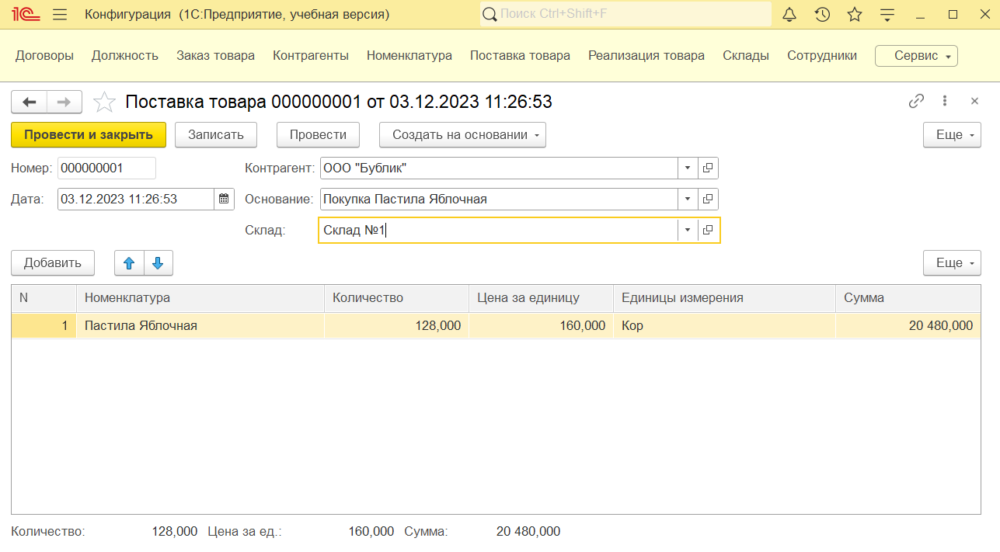 1С Конфигурация (1С:Предприятие, учебная версия) Поиск Ctrl+Shift+F
Договоры Должность Заказ товара Контрагенты Номенклатура Поставка товара Реализация товара Склады Сотрудники Сервис
Поставка товара 000000001 от 03.12.2023 11:26:53
Провести и закрыть Записать Провести Создать на основании Еще
Номер: 000000001 Контрагент: ООО "Бублик"
Дата: 03.12.2023 11:26:53 Основание: Покупка Пастила Яблочная
Склад: Склад №1
Добавить Еще
N Номенклатура Количество Цена за единицу Единицы измерения Сумма
1 Пастила Яблочная 128,000 160,000 Кор 20 480,000
Количество: 128,000 Цена за ед.: 160,000 Сумма: 20 480,000